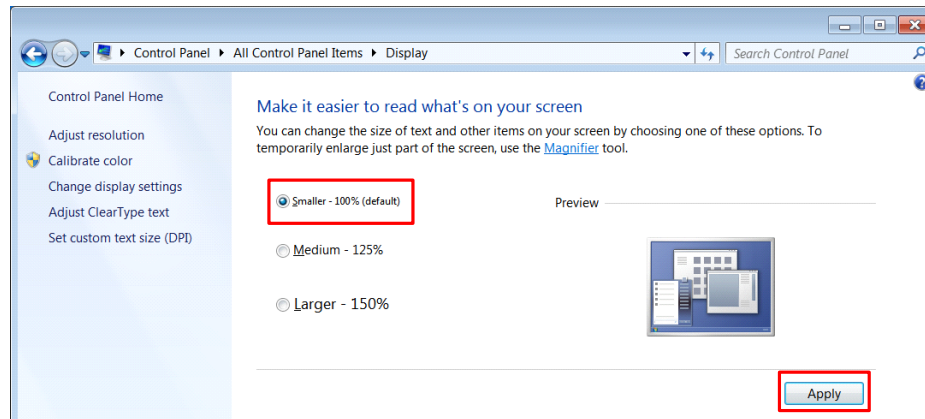 Control Panel ▸ All Control Panel Items ▸ Display
Search Control Panel
Control Panel Home
Adjust resolution
Calibrate color
Change display settings
Adjust ClearType text
Set custom text size (DPI)
Make it easier to read what's on your screen
You can change the size of text and other items on your screen by choosing one of these options. To
temporarily enlarge just part of the screen, use the Magnifier tool.
Smaller - 100% (default)
Preview
Medium - 125%
Larger - 150%
Apply